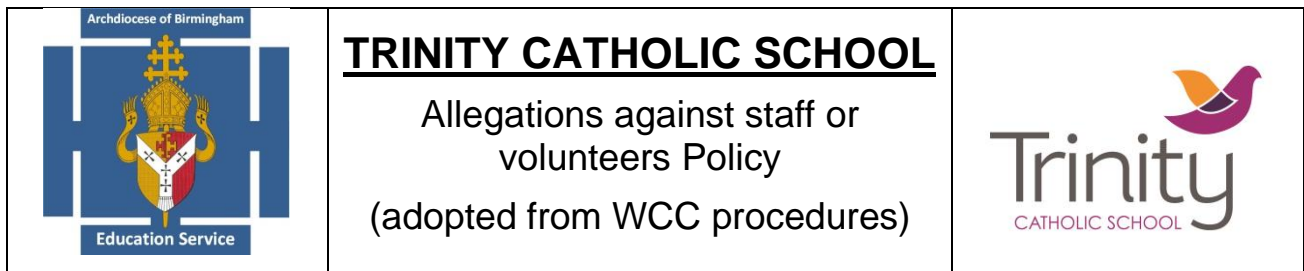 Archdiocese of Birmingham
Education Service
TRINITY CATHOLIC SCHOOL
Allegations against staff or
volunteers Policy
(adopted from WCC procedures)
Trinity
CATHOLIC SCHOOL